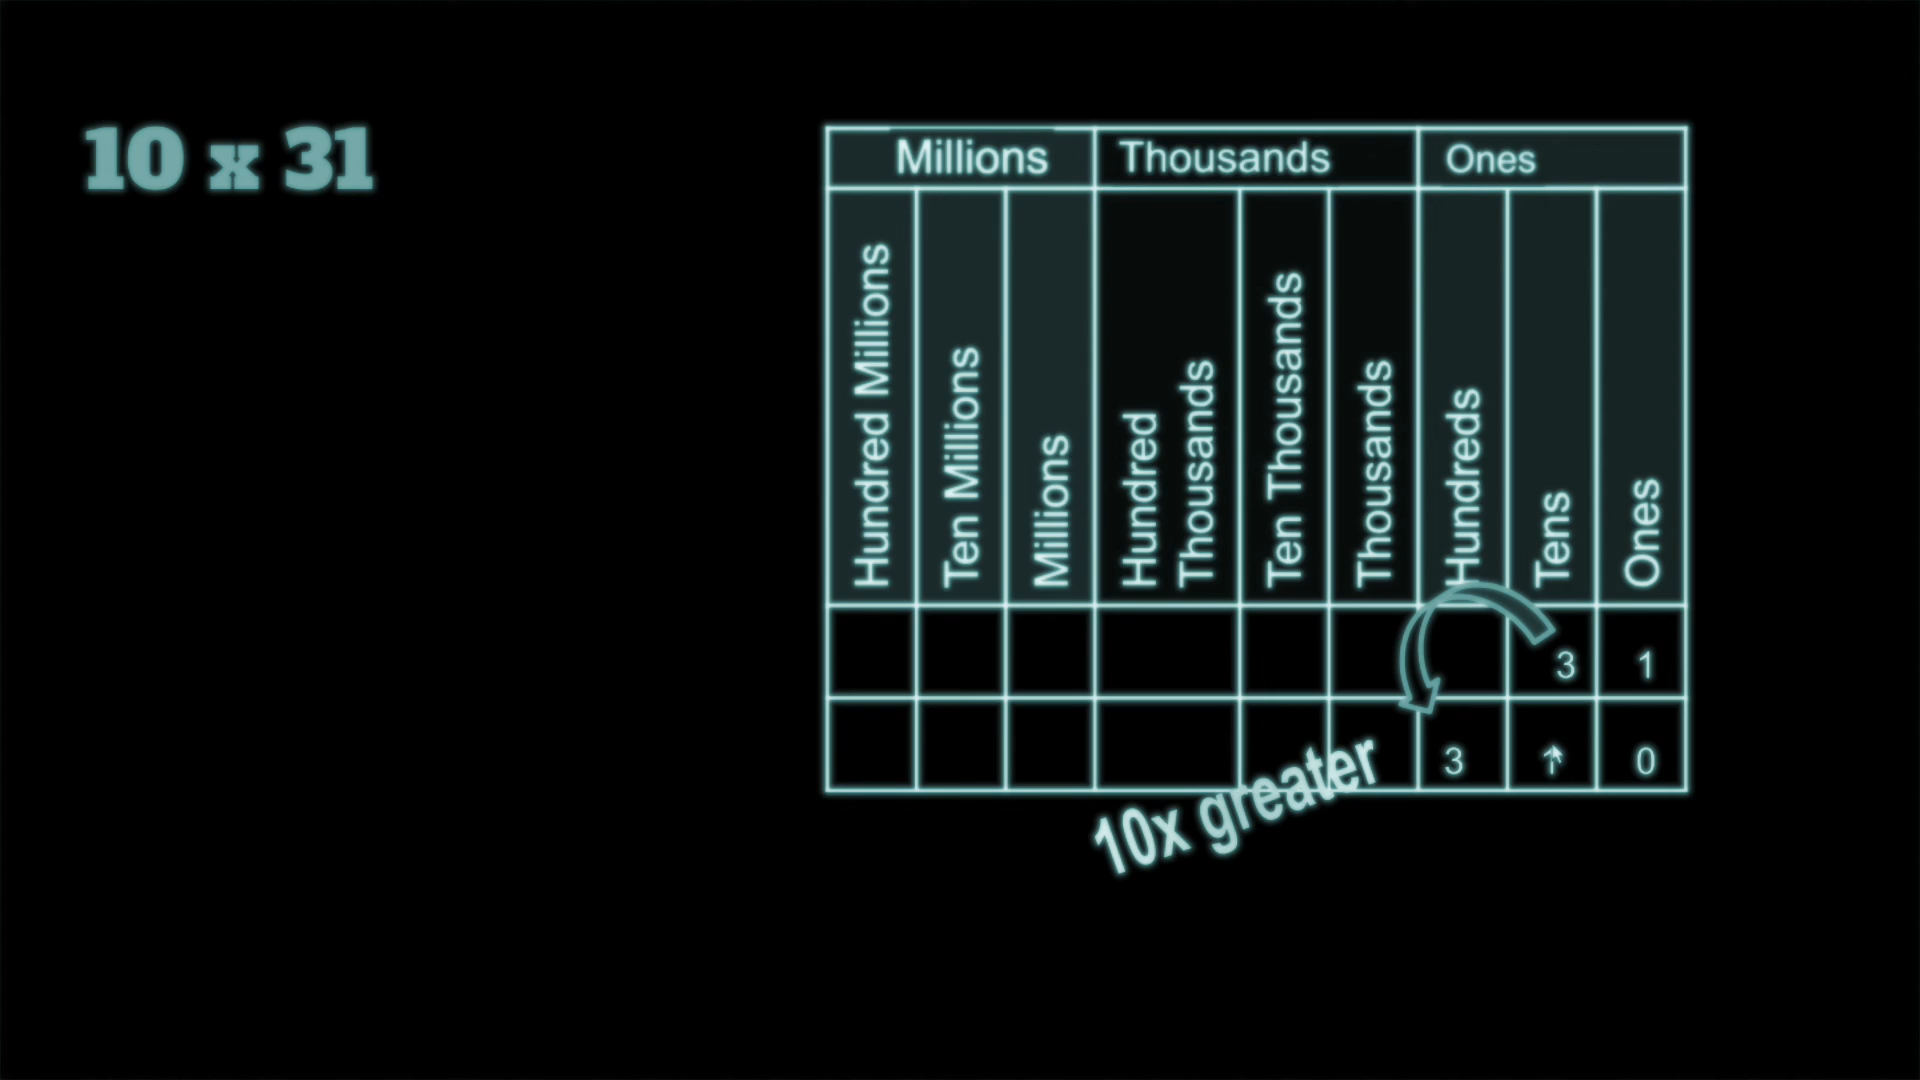 10 x 31
Millions Thousands Ones
Hundred Millions Ten Millions Millions Hundred Thousands Ten Thousands Thousands Hundreds Tens Ones
3 1
3 1 0
10x greater